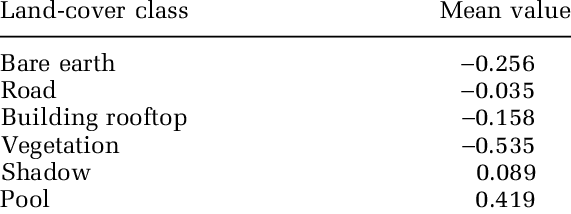 Land-cover class Mean value
Bare earth –0.256
Road –0.035
Building rooftop –0.158
Vegetation –0.535
Shadow 0.089
Pool 0.419